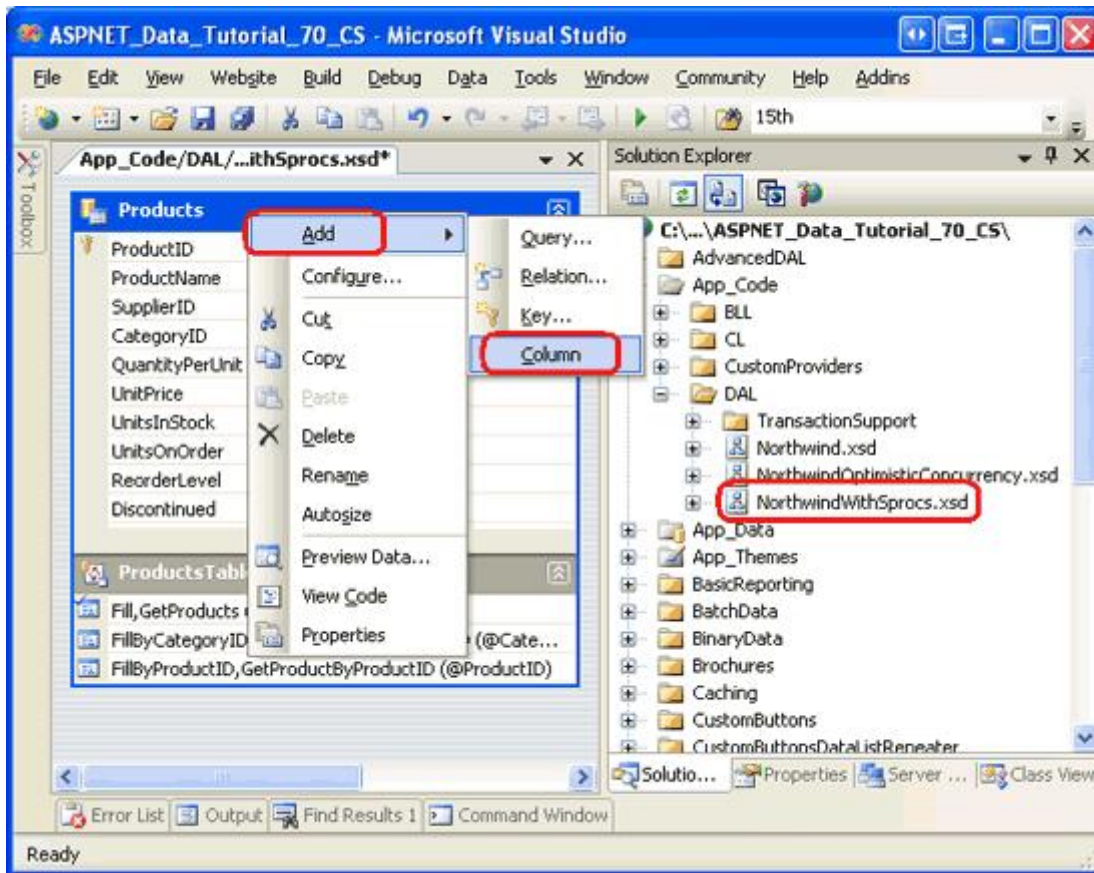 ASPNET_Data_Tutorial_70_CS - Microsoft Visual Studio
File Edit View Website Build Debug Data Tools Window Community Help Addins
15th
Toolbox
App_Code/DAL/...ithSprocs.xsd*
Products
ProductID
ProductName
SupplierID
CategoryID
QuantityPerUnit
UnitPrice
UnitsInStock
UnitsOnOrder
ReorderLevel
Discontinued
ProductsTabl
Fill,GetProducts
FillByCategoryID
(@Cate...
FillByProductID,GetProductByProductID (@ProductID)
Add
Configure...
Cut
Copy
Paste
Delete
Rename
Autosize
Preview Data...
View Code
Properties
Query...
Relation...
Key...
Column
Solution Explorer
C:\...\ASPNET_Data_Tutorial_70_CS\
AdvancedDAL
App_Code
BLL
CL
CustomProviders
DAL
TransactionSupport
Northwind.xsd
NorthwindOptimisticConcurrency.xsd
NorthwindWithSprocs.xsd
App_Data
App_Themes
BasicReporting
BatchData
BinaryData
Brochures
Caching
CustomButtons
CustomButtonsDataListRepeater
Solutio... Properties Server ... Class View
Error List Output Find Results 1 Command Window
Ready